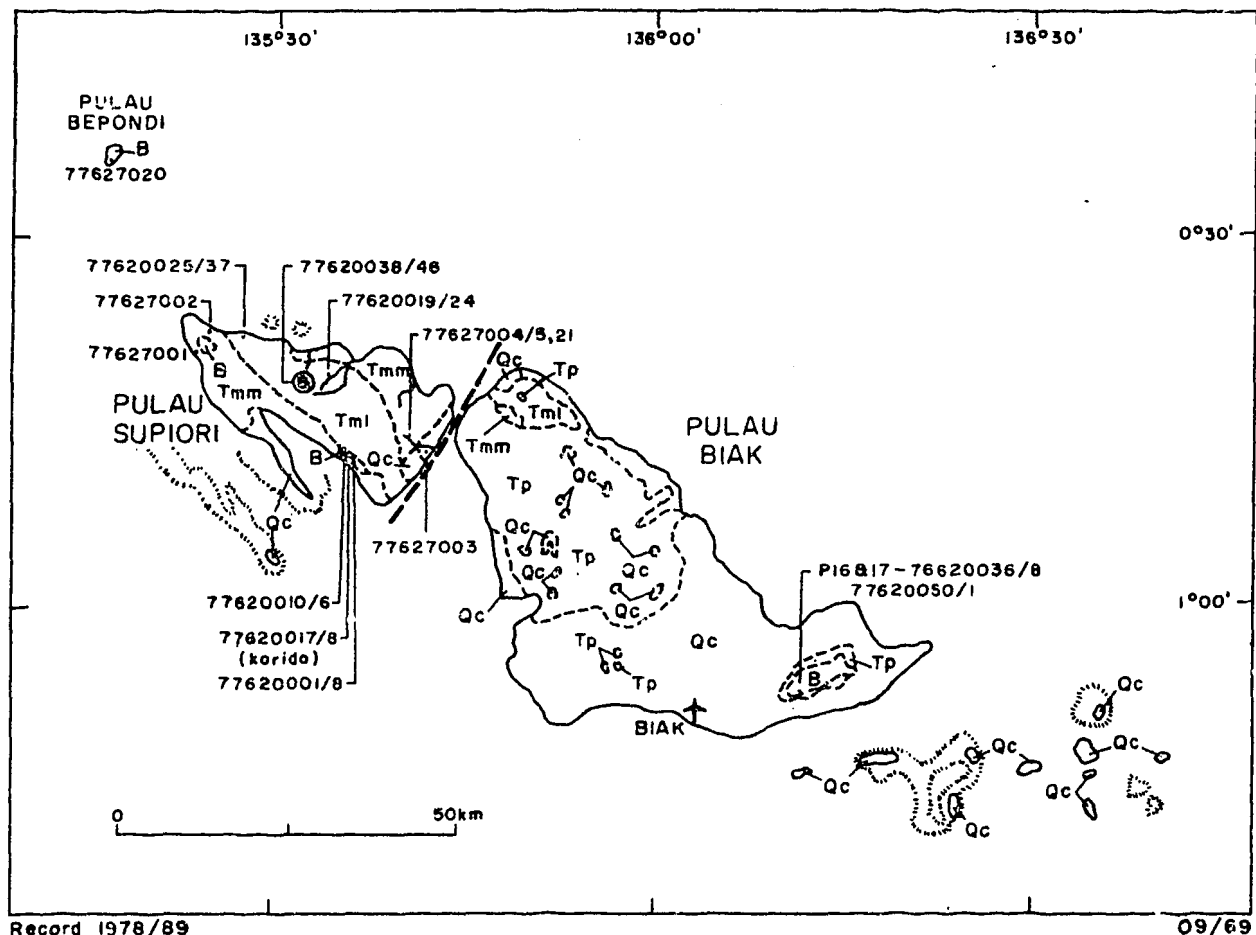 135°30'
136°00'
136°30'
PULAU
BEPONDI
B
77627020
0°30'
77620025/37
77620038/46
77627002
77620019/24
77627004/5,21
77627001
B
Tmm
Tmm
Tml
PULAU
SUPIORI
B
Qc
Qc
77627003
77620010/6
77620017/8
(korido)
77620001/8
Qc
Tp
Tml
Tmm
PULAU
BIAK
Tp
Qc
Qc
Tp
Qc
Qc
Qc
Qc
P16&17-76620036/8
77620050/1
1°00'
Tp
Qc
Tp
B
Tp
BIAK
Qc
Qc
Qc
Qc
Qc
Qc
0
50km
Record 1978/89
09/69